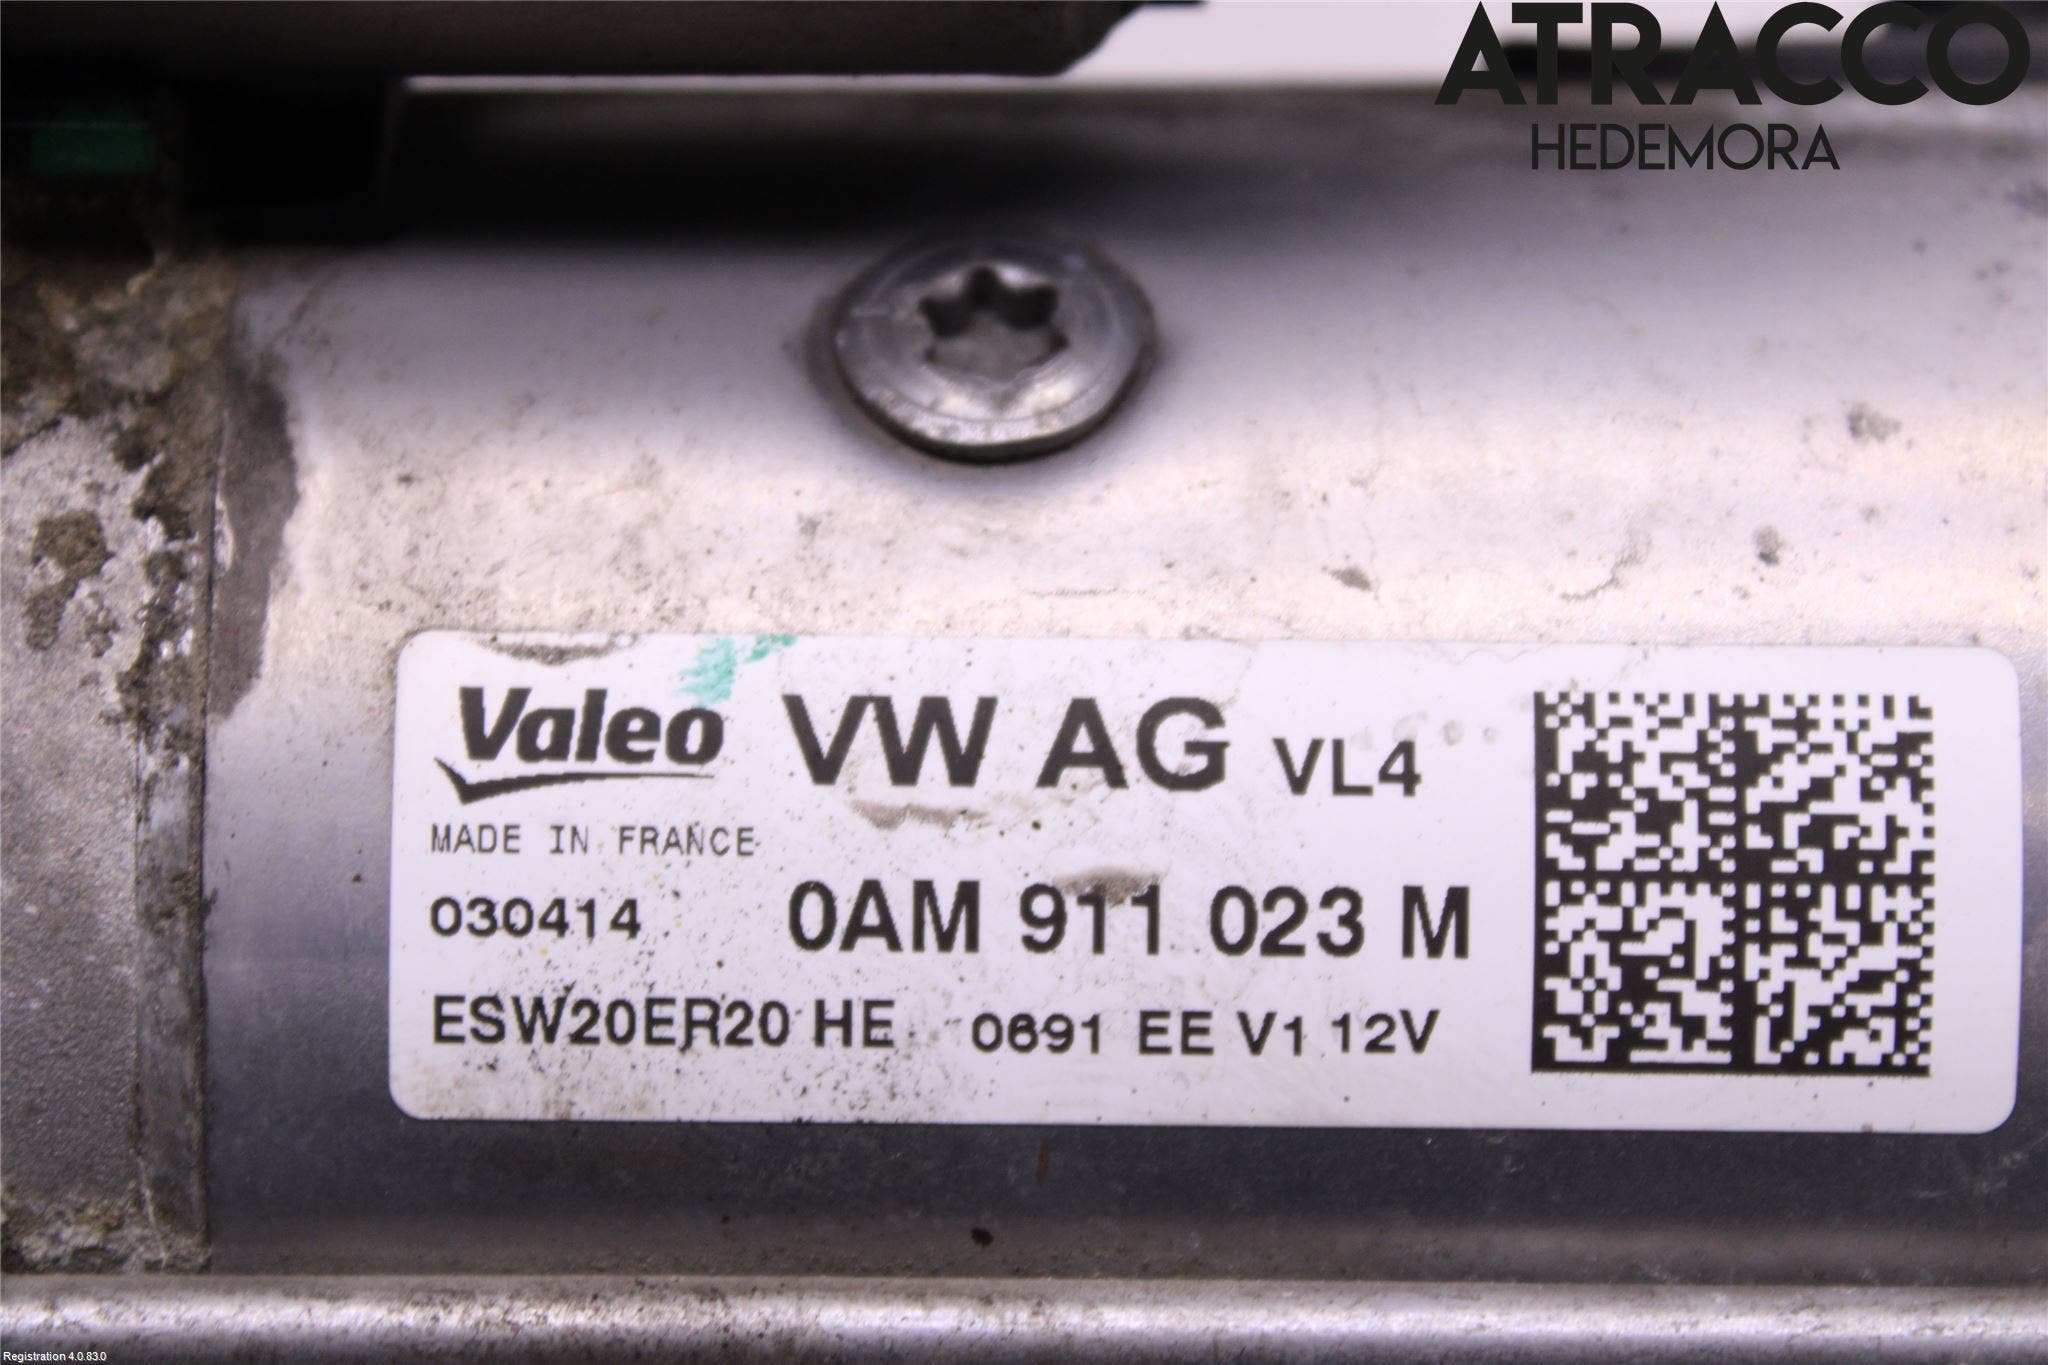 ATRACCO
HEDEMORA
Valeo VW AG VL4
MADE IN FRANCE
030414 0AM 911 023 M
ESW20ER20 HE 0691 EE V1 12V
Registration 4.0.83.0